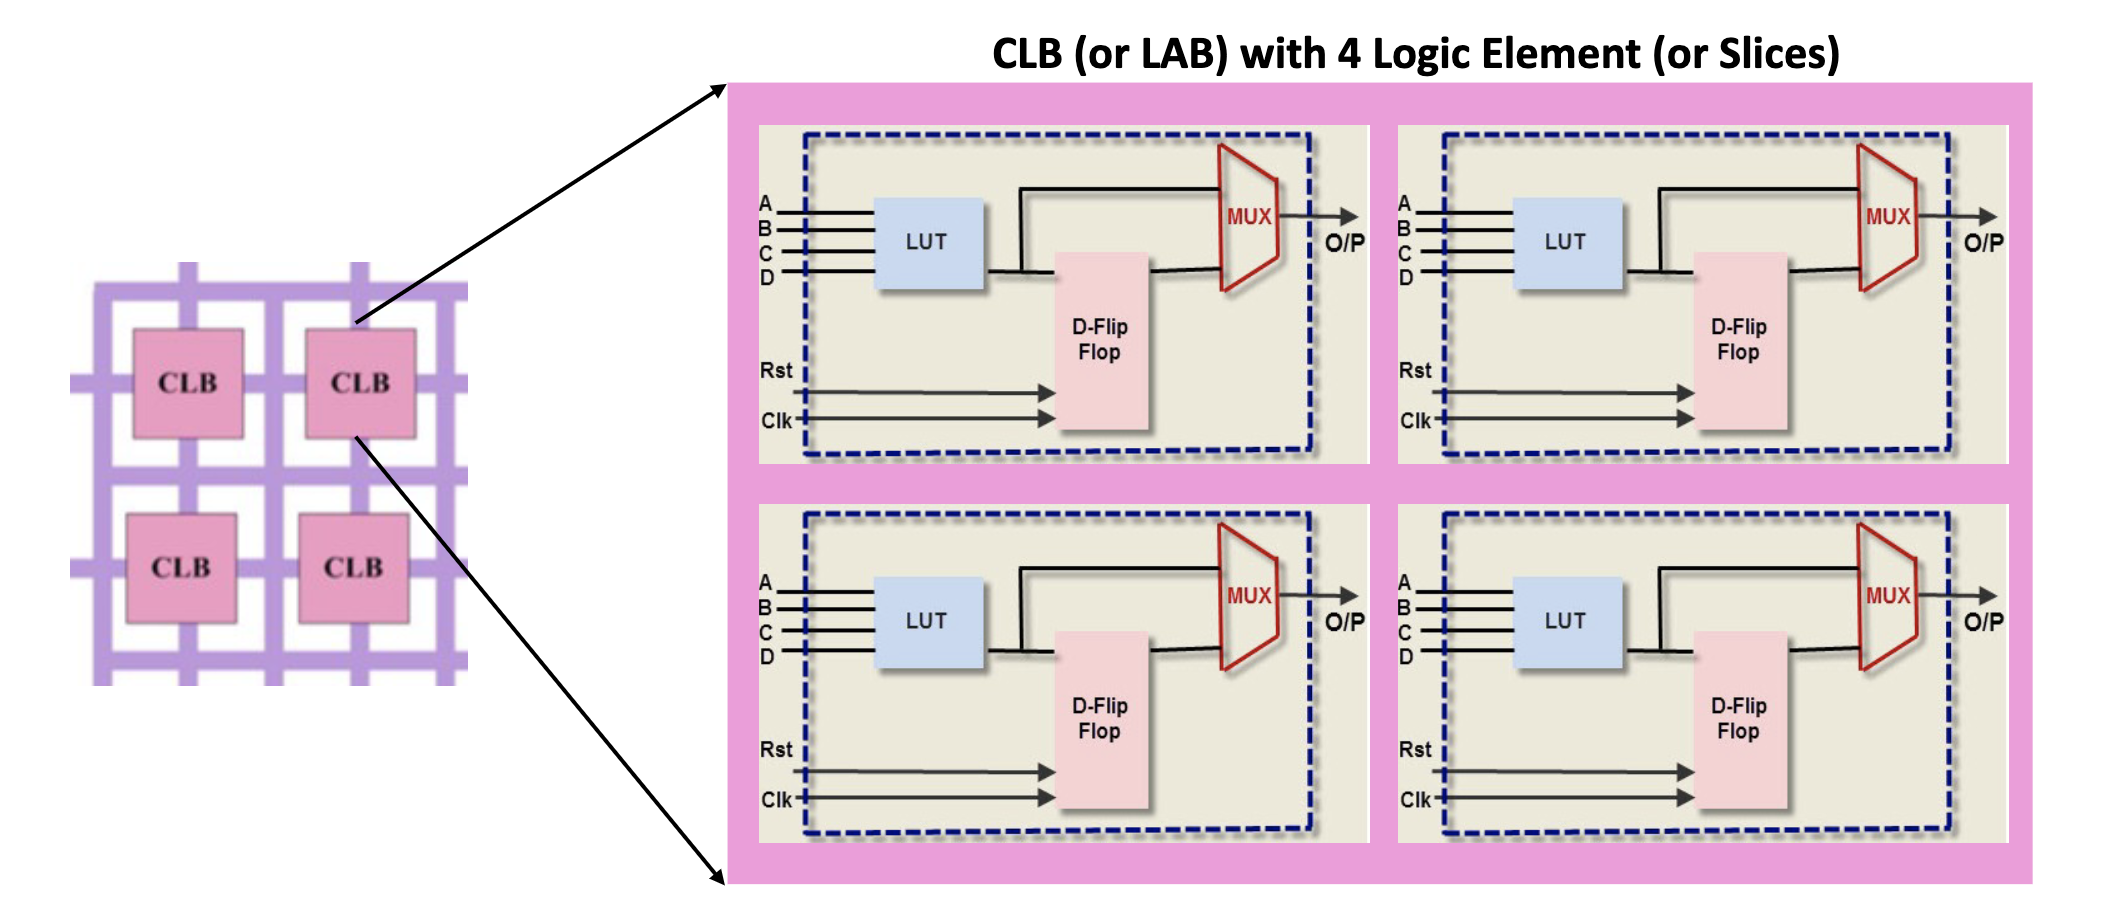 CLB (or LAB) with 4 Logic Element (or Slices)
CLB
CLB
CLB
CLB
A
B
C
D
LUT
MUX
O/P
D-Flip
Flop
Rst
Clk
A
B
C
D
LUT
MUX
O/P
D-Flip
Flop
Rst
Clk
A
B
C
D
LUT
MUX
O/P
D-Flip
Flop
Rst
Clk
A
B
C
D
LUT
MUX
O/P
D-Flip
Flop
Rst
Clk